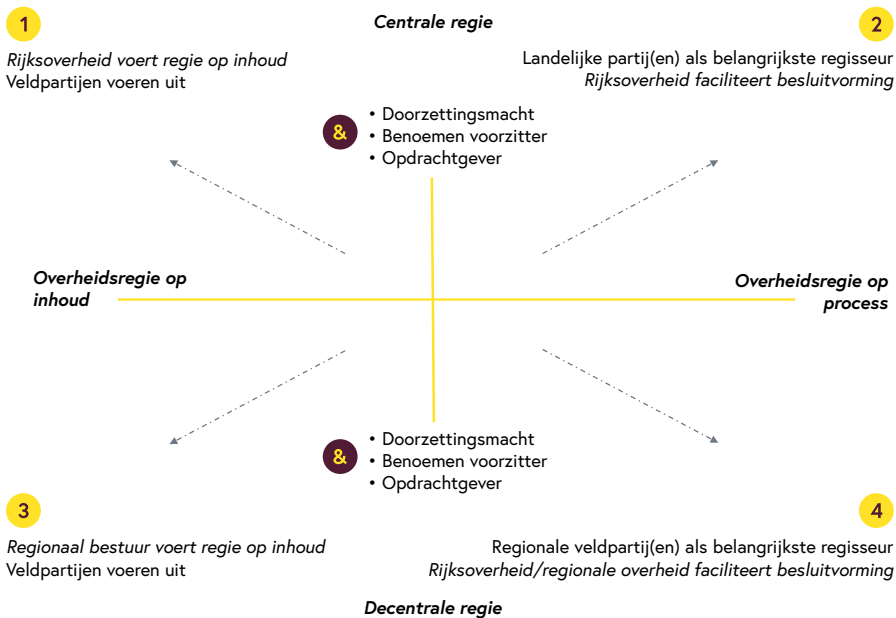 1
Centrale regie
2
Rijksoverheid voert regie op inhoud
Veldpartijen voeren uit
Landelijke partij(en) als belangrijkste regisseur
Rijksoverheid faciliteert besluitvorming
&
• Doorzettingsmacht
• Benoemen voorzitter
• Opdrachtgever
Overheidsregie op
inhoud
Overheidsregie op
process
&
• Doorzettingsmacht
• Benoemen voorzitter
• Opdrachtgever
3
4
Regionaal bestuur voert regie op inhoud
Veldpartijen voeren uit
Regionale veldpartij(en) als belangrijkste regisseur
Rijksoverheid/regionale overheid faciliteert besluitvorming
Decentrale regie